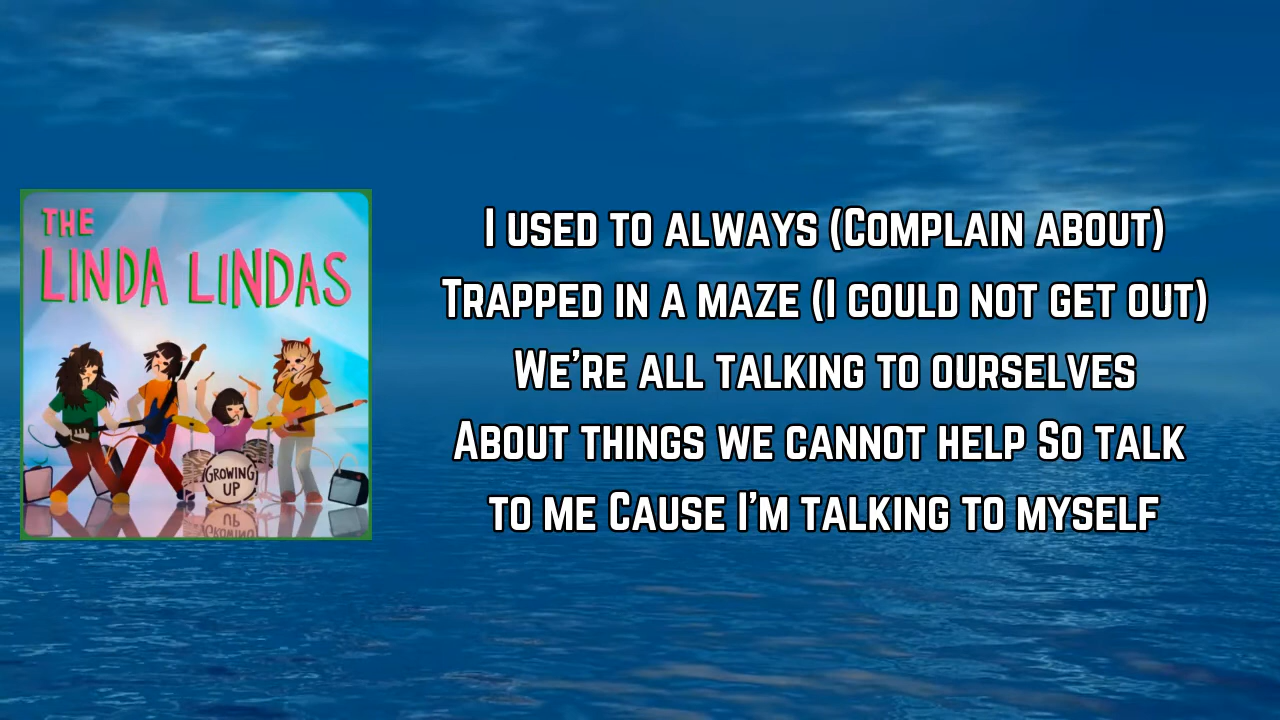 THE
LINDA LINDAS
GROWING
UP
I USED TO ALWAYS (COMPLAIN ABOUT)
TRAPPED IN A MAZE (I COULD NOT GET OUT)
WE'RE ALL TALKING TO OURSELVES
ABOUT THINGS WE CANNOT HELP SO TALK
TO ME CAUSE I'M TALKING TO MYSELF